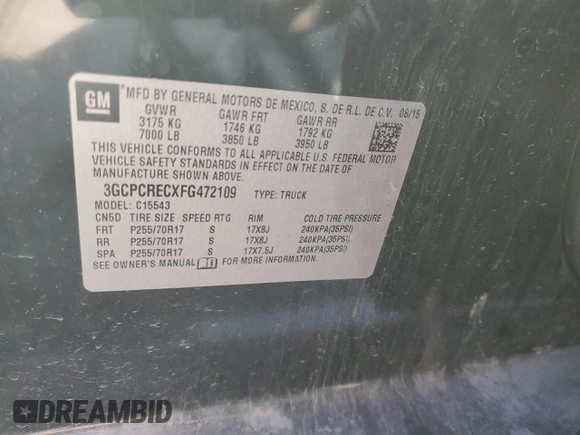 GM
MFD BY GENERAL MOTORS DE MEXICO, S. DE R.L. DE C.V. 06/15
GVWR GAWR FRT GAWR RR
3175 KG 1746 KG 1792 KG
7000 LB 3850 LB 3950 LB
THIS VEHICLE CONFORMS TO ALL APPLICABLE U.S. FEDERAL MOTOR
VEHICLE SAFETY STANDARDS IN EFFECT ON THE DATE OF
MANUFACTURE SHOWN ABOVE.
3GCPCRECXFG472109 TYPE: TRUCK
MODEL: C15543
CN5D TIRE SIZE SPEED RTG RIM COLD TIRE PRESSURE
FRT P255/70R17 S 17X8J 240KPA(35PSI)
RR P255/70R17 S 17X8J 240KPA(35PSI)
SPA P255/70R17 S 17X7.5J 240KPA(35PSI)
SEE OWNER'S MANUAL FOR MORE INFORMATION.
DREAMBID